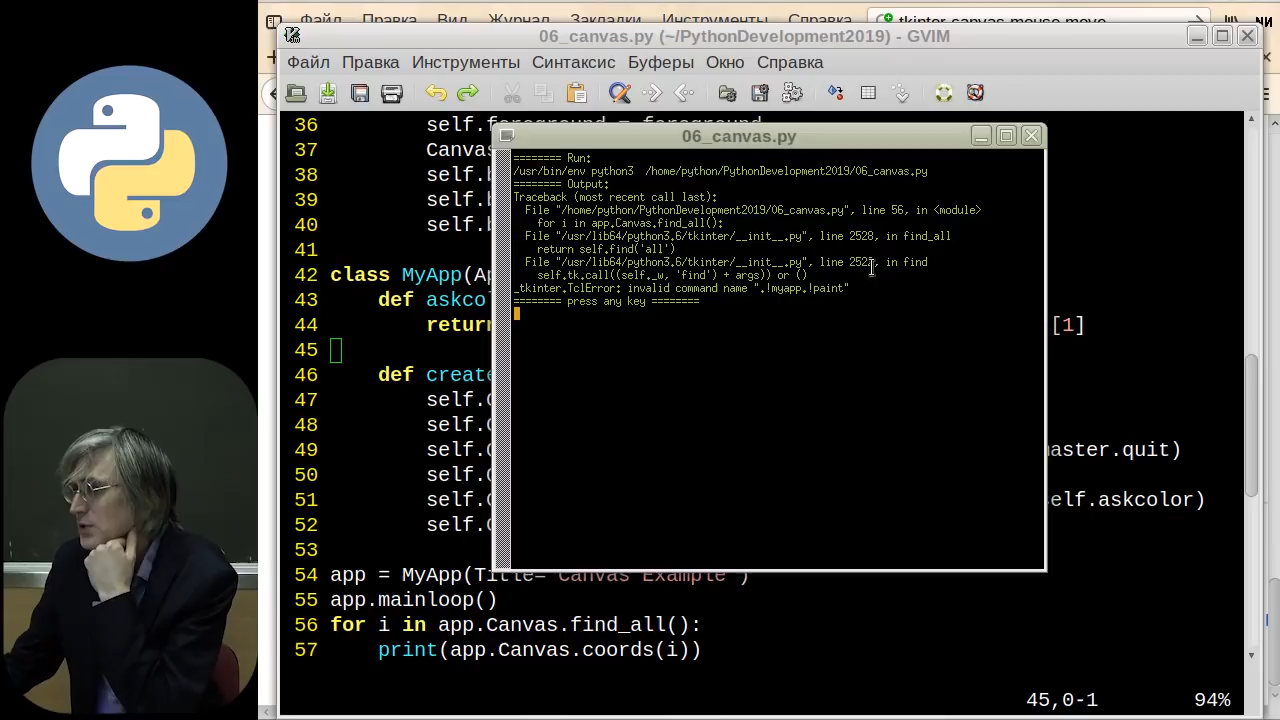 Файл Правка Вид Журнал Закладки Инструменты Справка tkinter canvas mouse move
06_canvas.py (~/PythonDevelopment2019) - GVIM
Файл Правка Инструменты Синтаксис Буферы Окно Справка
36 self.foreground = foreground
37 Canvas
38 self.
39 self.
40 self.
41
42 class MyApp(Ap
43 def askco
44 return [1]
45
46 def create
47 self.
48 self.
49 self. master.quit)
50 self.
51 self. self.askcolor)
52 self.
53
54 app = MyApp(Title="Canvas Example")
55 app.mainloop()
56 for i in app.Canvas.find_all():
57 print(app.Canvas.coords(i))
45,0-1 94%
06_canvas.py
======== Run:
/usr/bin/env python3 /home/python/PythonDevelopment2019/06_canvas.py
======== Output:
Traceback (most recent call last):
File "/home/python/PythonDevelopment2019/06_canvas.py", line 56, in <module>
for i in app.Canvas.find_all():
File "/usr/lib64/python3.6/tkinter/__init__.py", line 2528, in find_all
return self.find('all')
File "/usr/lib64/python3.6/tkinter/__init__.py", line in find
self.tk.call((self._w, 'find') + args)) or ()
_tkinter.TclError: invalid command name ".!myapp.!paint"
======== press any key ========